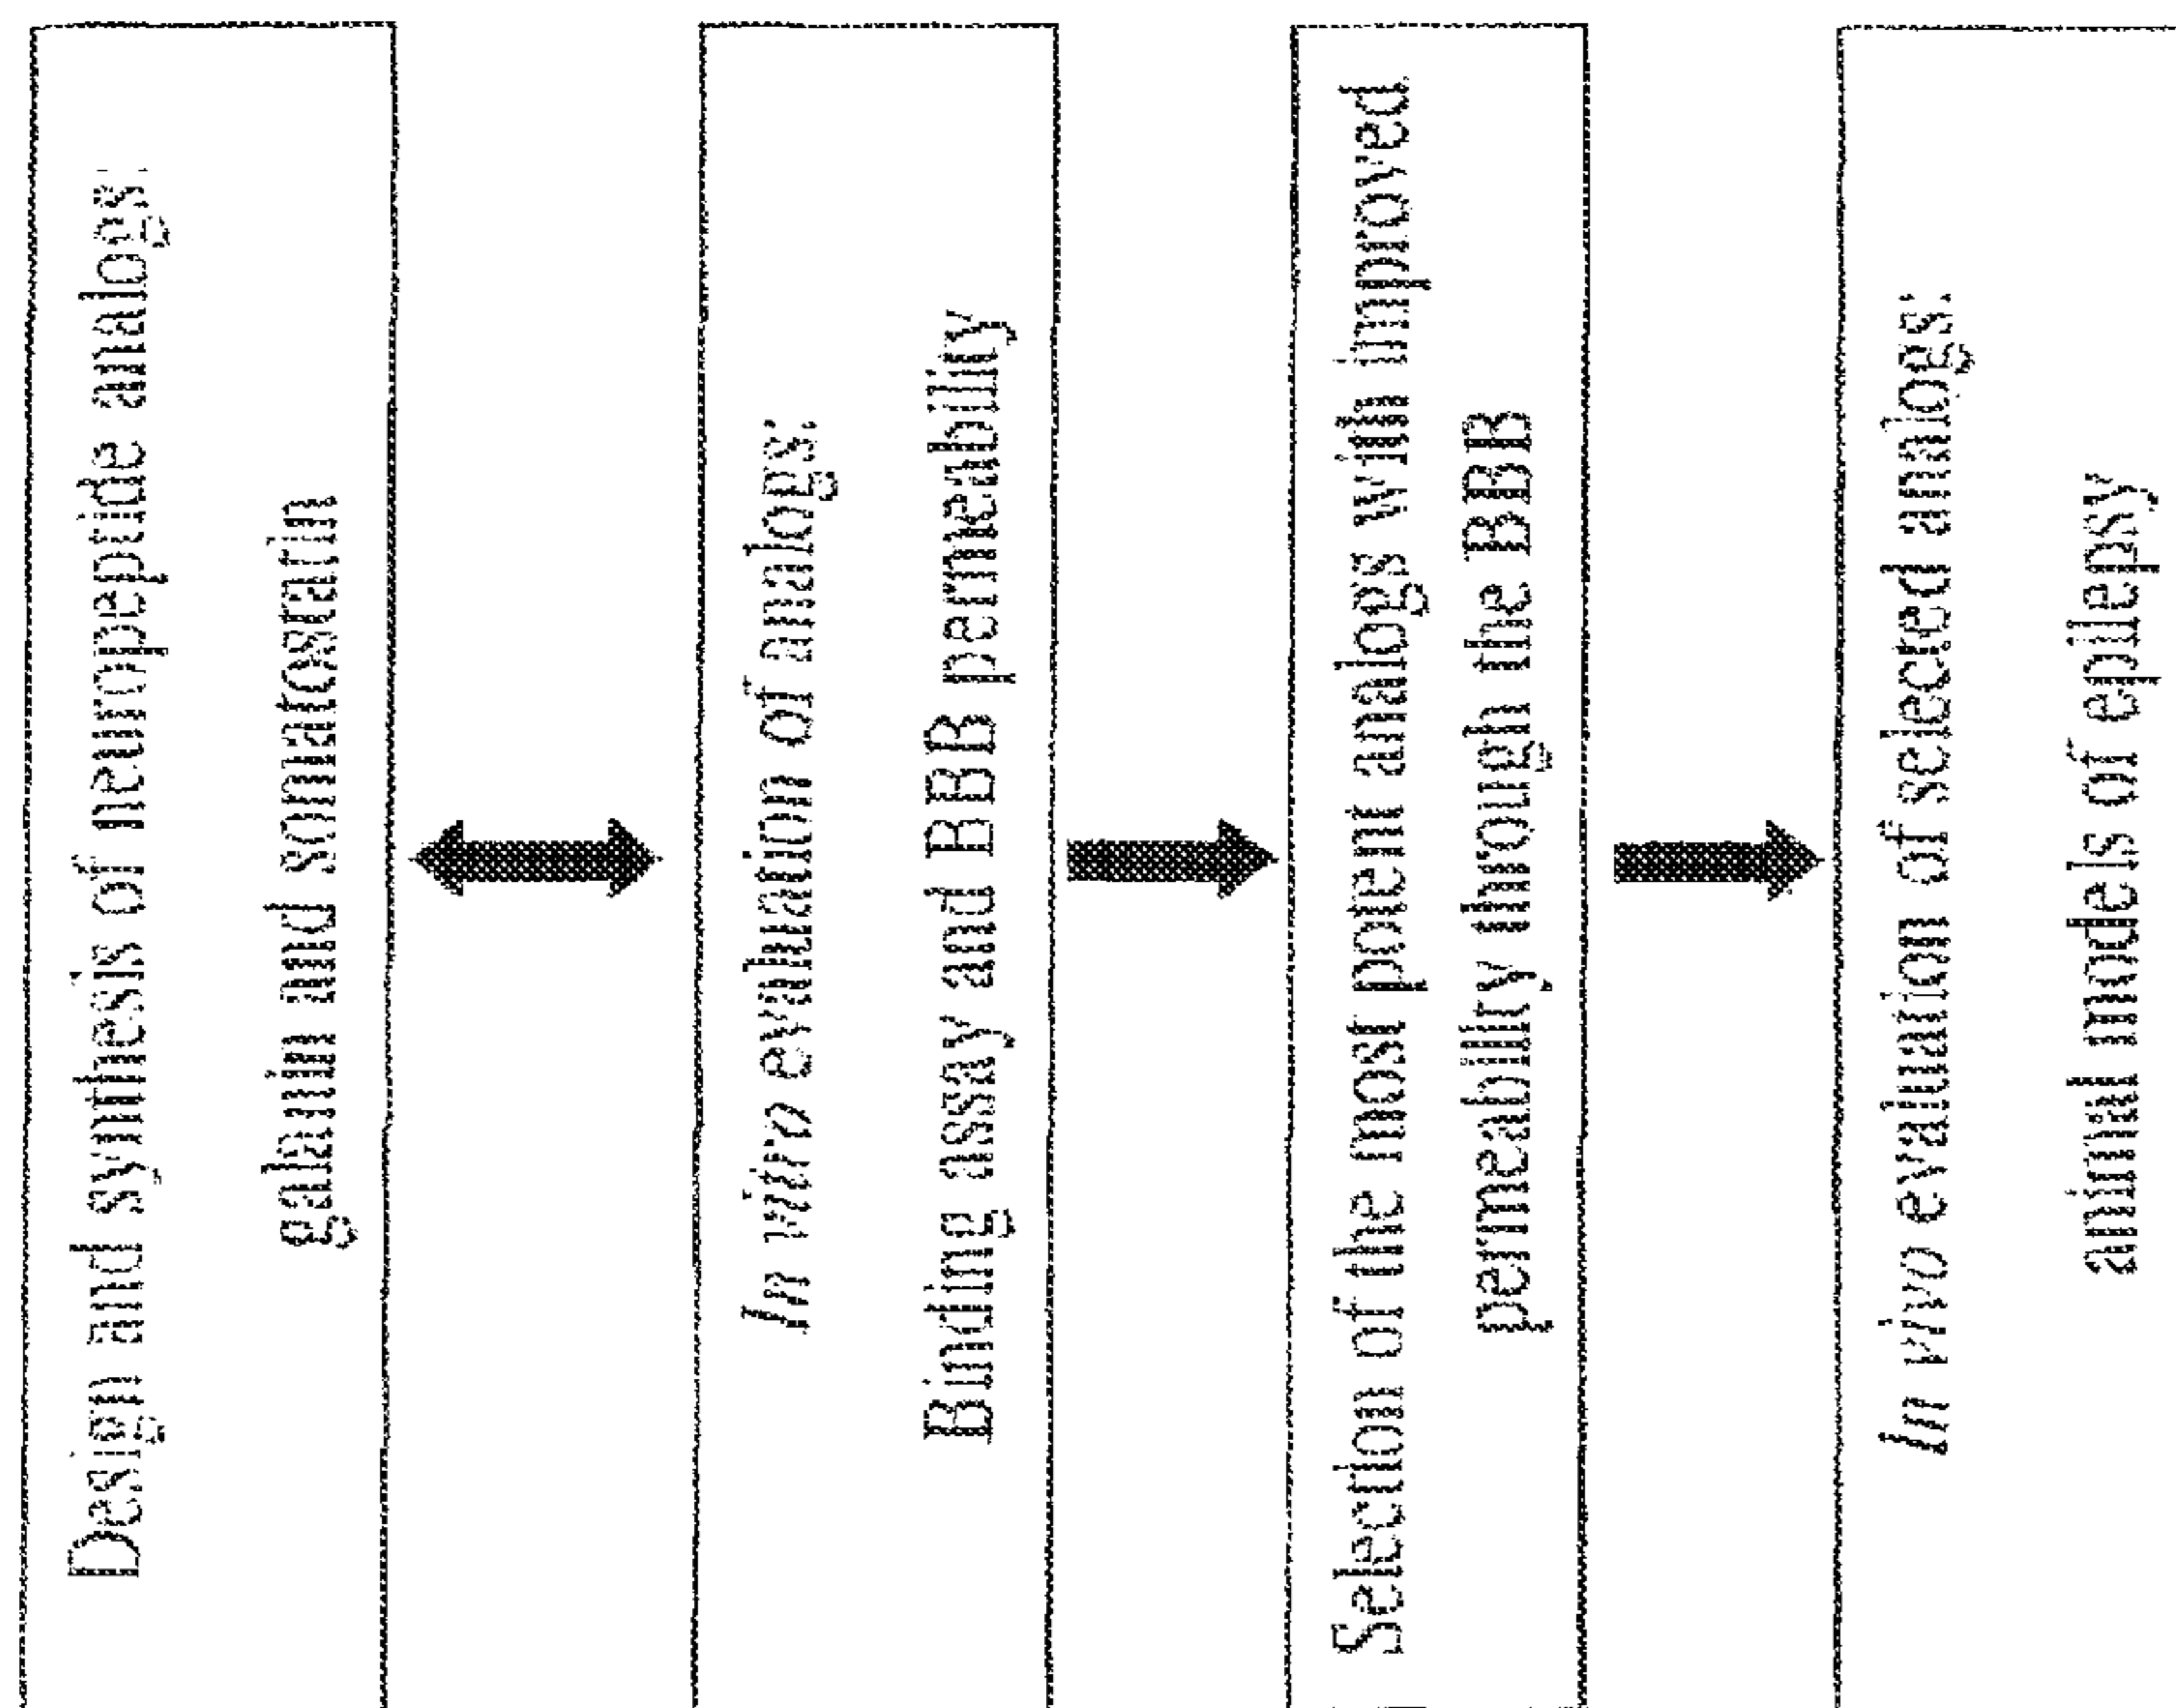 Design and synthesis of neuropeptide analogs:
galanin and somatostatin
In vitro evaluation of analogs:
Binding assay and BBB permeability
Selection of the most potent analogs with improved
permeability through the BBB
In vivo evaluation of selected analogs:
animal models of epilepsy